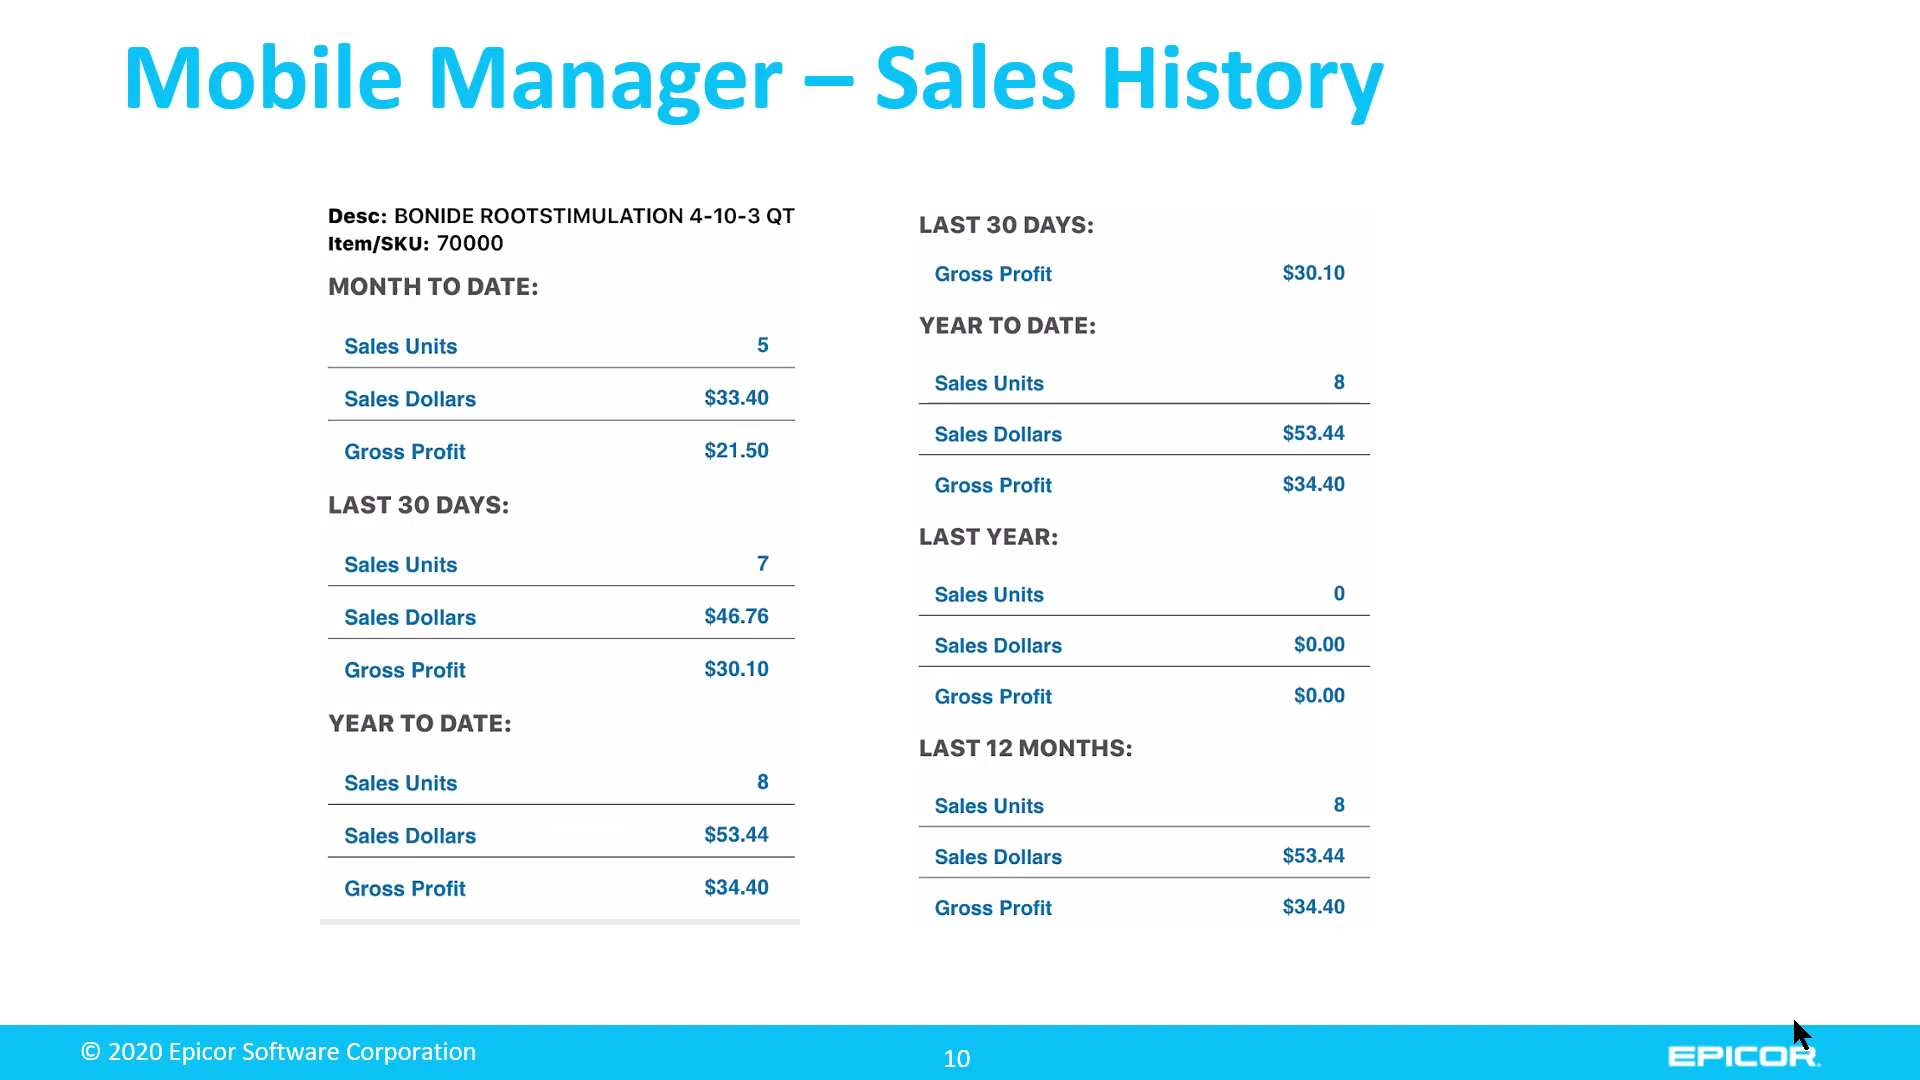 Mobile Manager – Sales History
Desc: BONIDE ROOTSTIMULATION 4-10-3 QT
Item/SKU: 70000
MONTH TO DATE:
Sales Units 5
Sales Dollars $33.40
Gross Profit $21.50
LAST 30 DAYS:
Sales Units 7
Sales Dollars $46.76
Gross Profit $30.10
YEAR TO DATE:
Sales Units 8
Sales Dollars $53.44
Gross Profit $34.40
LAST 30 DAYS:
Gross Profit $30.10
YEAR TO DATE:
Sales Units 8
Sales Dollars $53.44
Gross Profit $34.40
LAST YEAR:
Sales Units 0
Sales Dollars $0.00
Gross Profit $0.00
LAST 12 MONTHS:
Sales Units 8
Sales Dollars $53.44
Gross Profit $34.40
© 2020 Epicor Software Corporation
10
EPICOR